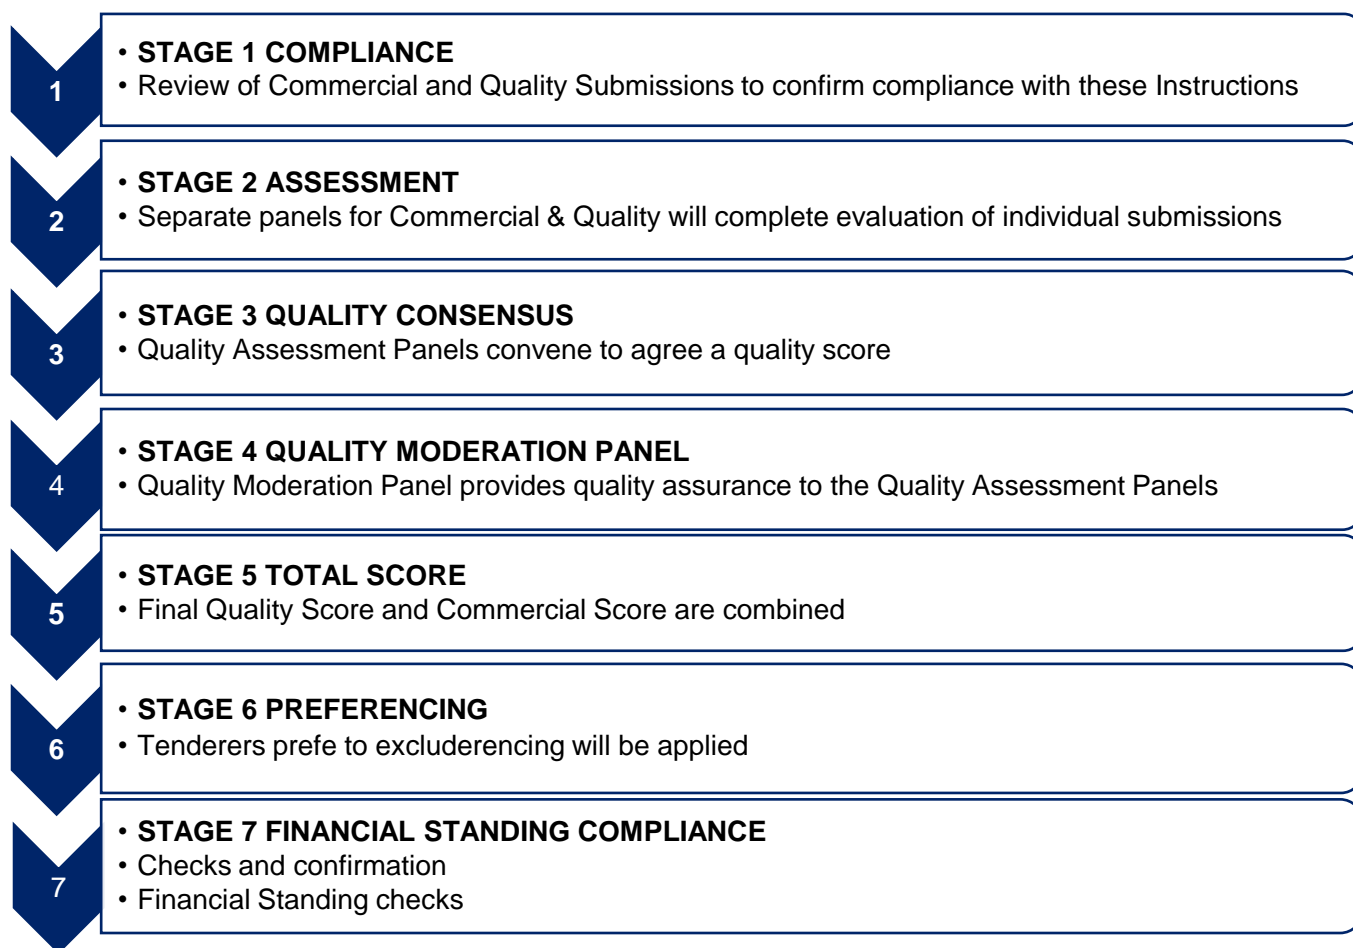 1
• STAGE 1 COMPLIANCE
• Review of Commercial and Quality Submissions to confirm compliance with these Instructions
2
• STAGE 2 ASSESSMENT
• Separate panels for Commercial & Quality will complete evaluation of individual submissions
3
• STAGE 3 QUALITY CONSENSUS
• Quality Assessment Panels convene to agree a quality score
4
• STAGE 4 QUALITY MODERATION PANEL
• Quality Moderation Panel provides quality assurance to the Quality Assessment Panels
5
• STAGE 5 TOTAL SCORE
• Final Quality Score and Commercial Score are combined
6
• STAGE 6 PREFERENCING
• Tenderers prefe to excluderencing will be applied
7
• STAGE 7 FINANCIAL STANDING COMPLIANCE
• Checks and confirmation
• Financial Standing checks